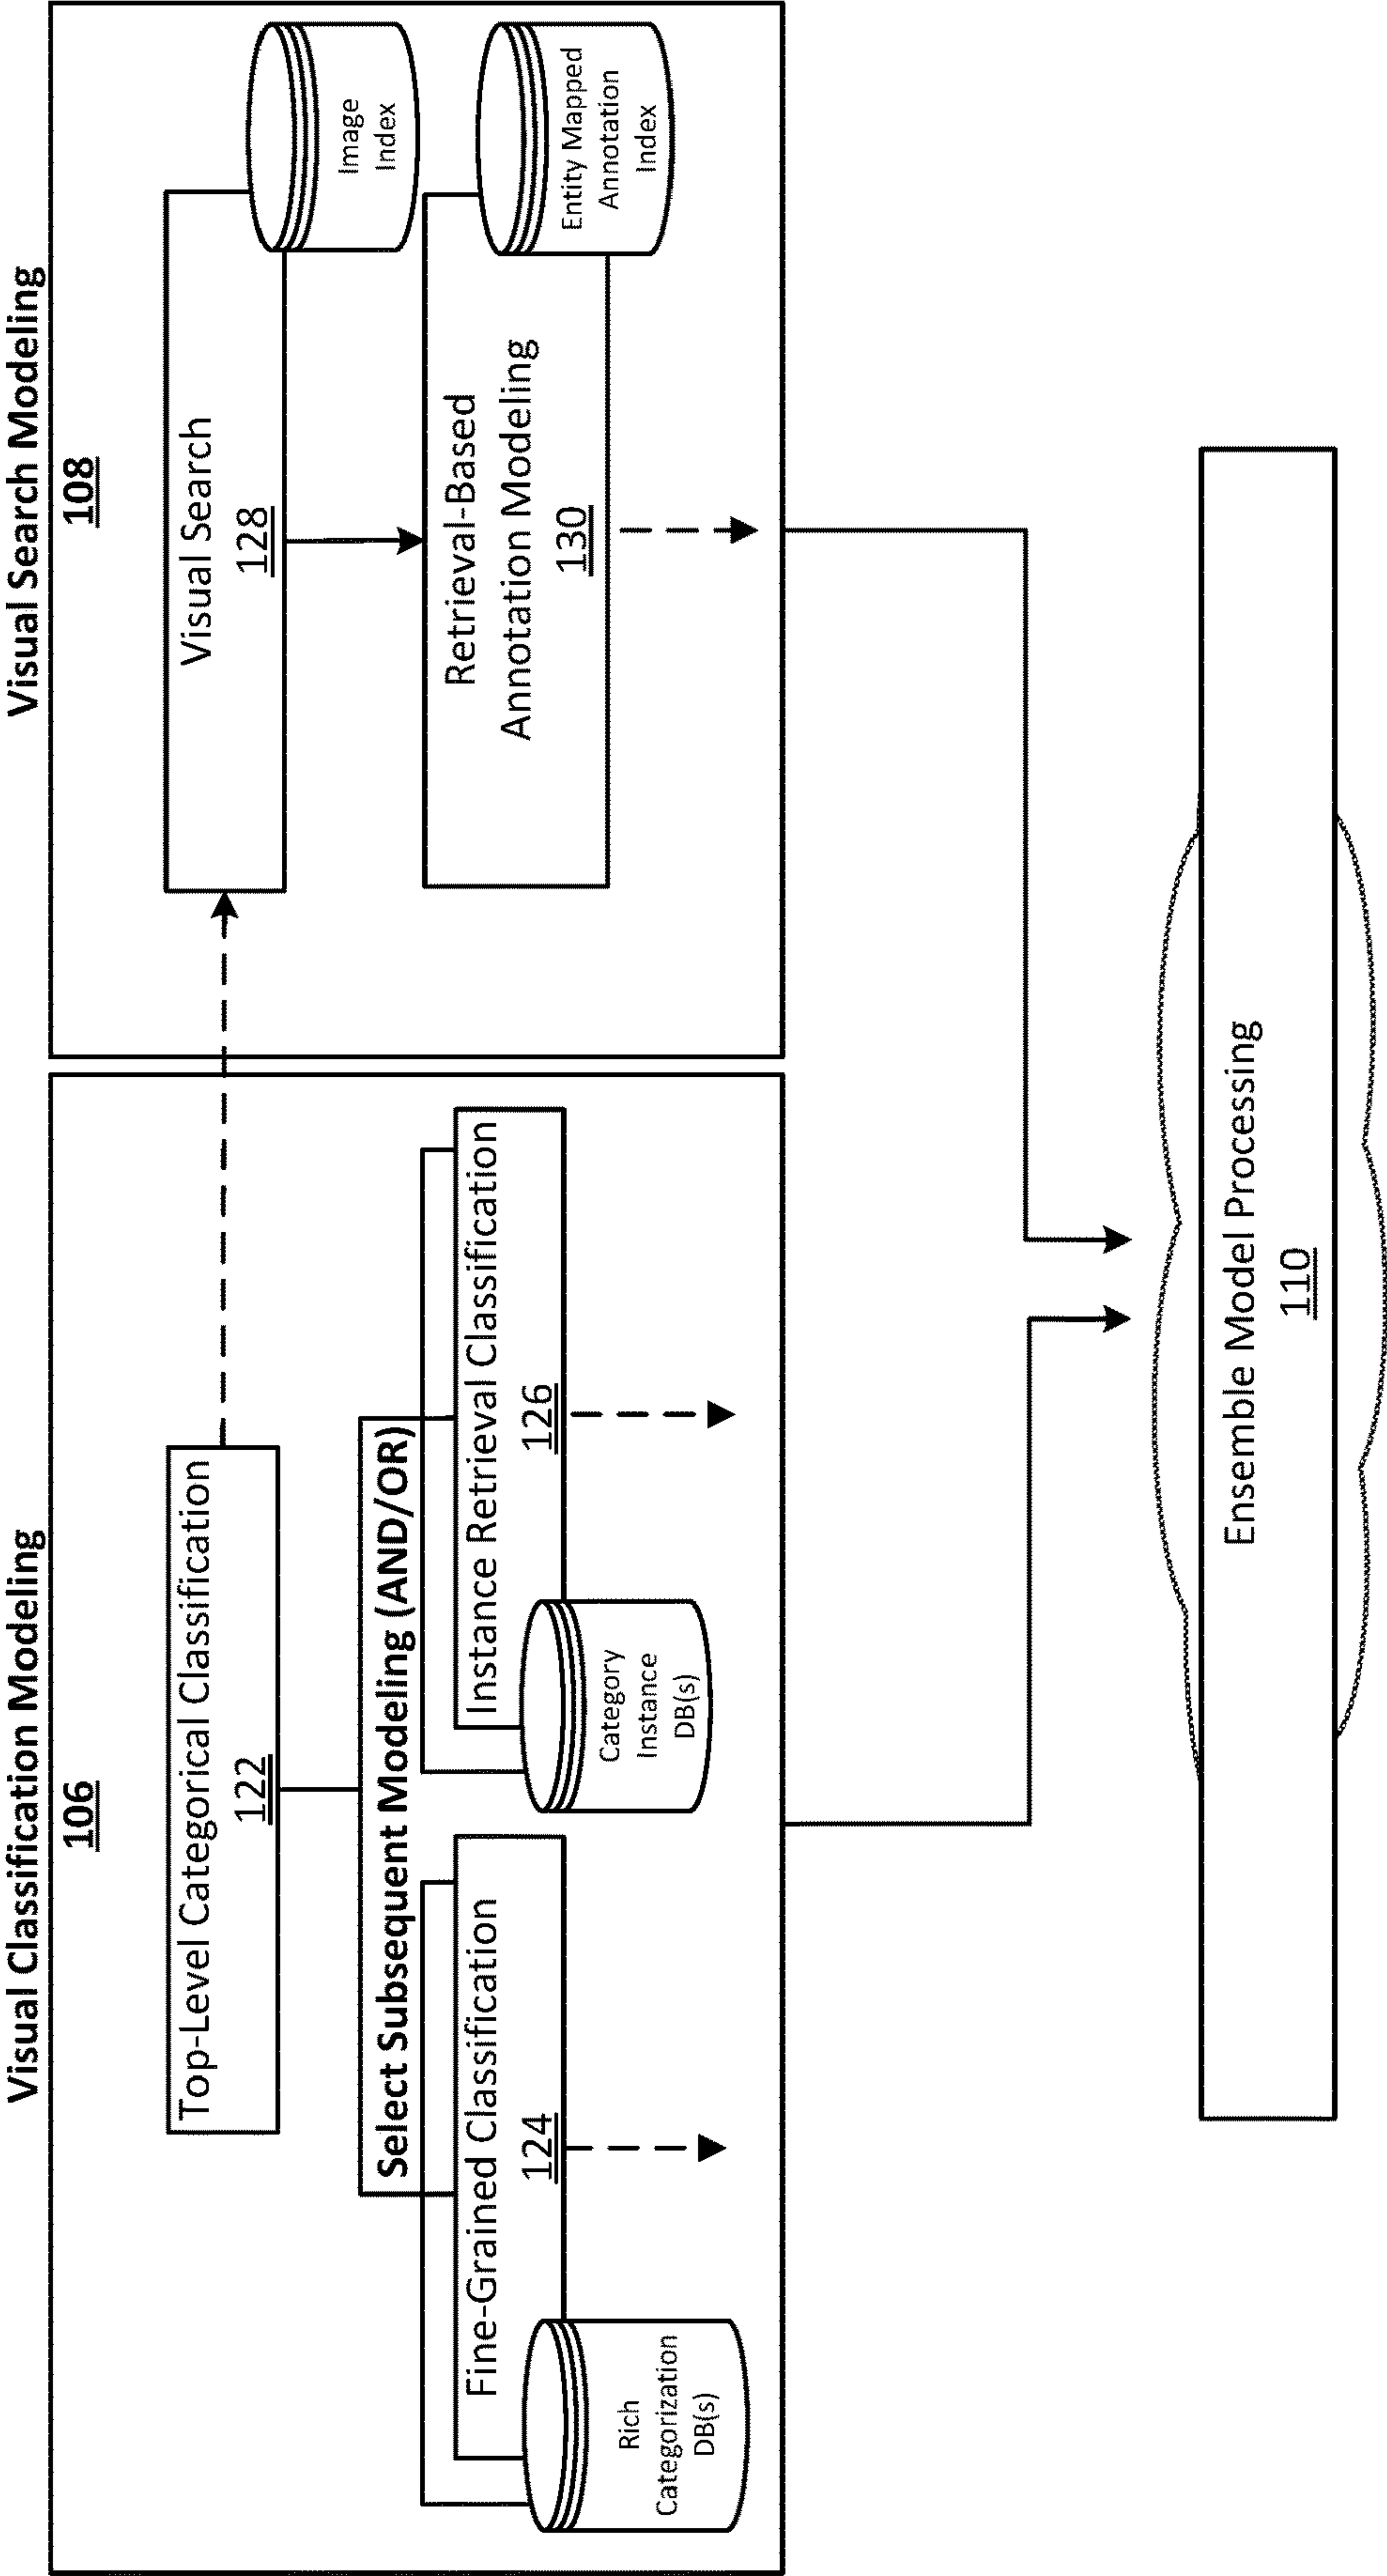 Visual Classification Modeling
106
Top-Level Categorical Classification
122
Select Subsequent Modeling (AND/OR)
Fine-Grained Classification
124
Rich
Categorization
DB(s)
Instance Retrieval Classification
126
Category
Instance
DB(s)
Visual Search Modeling
108
Visual Search
128
Image
Index
Retrieval-Based
Annotation Modeling
130
Entity Mapped
Annotation
Index
Ensemble Model Processing
110